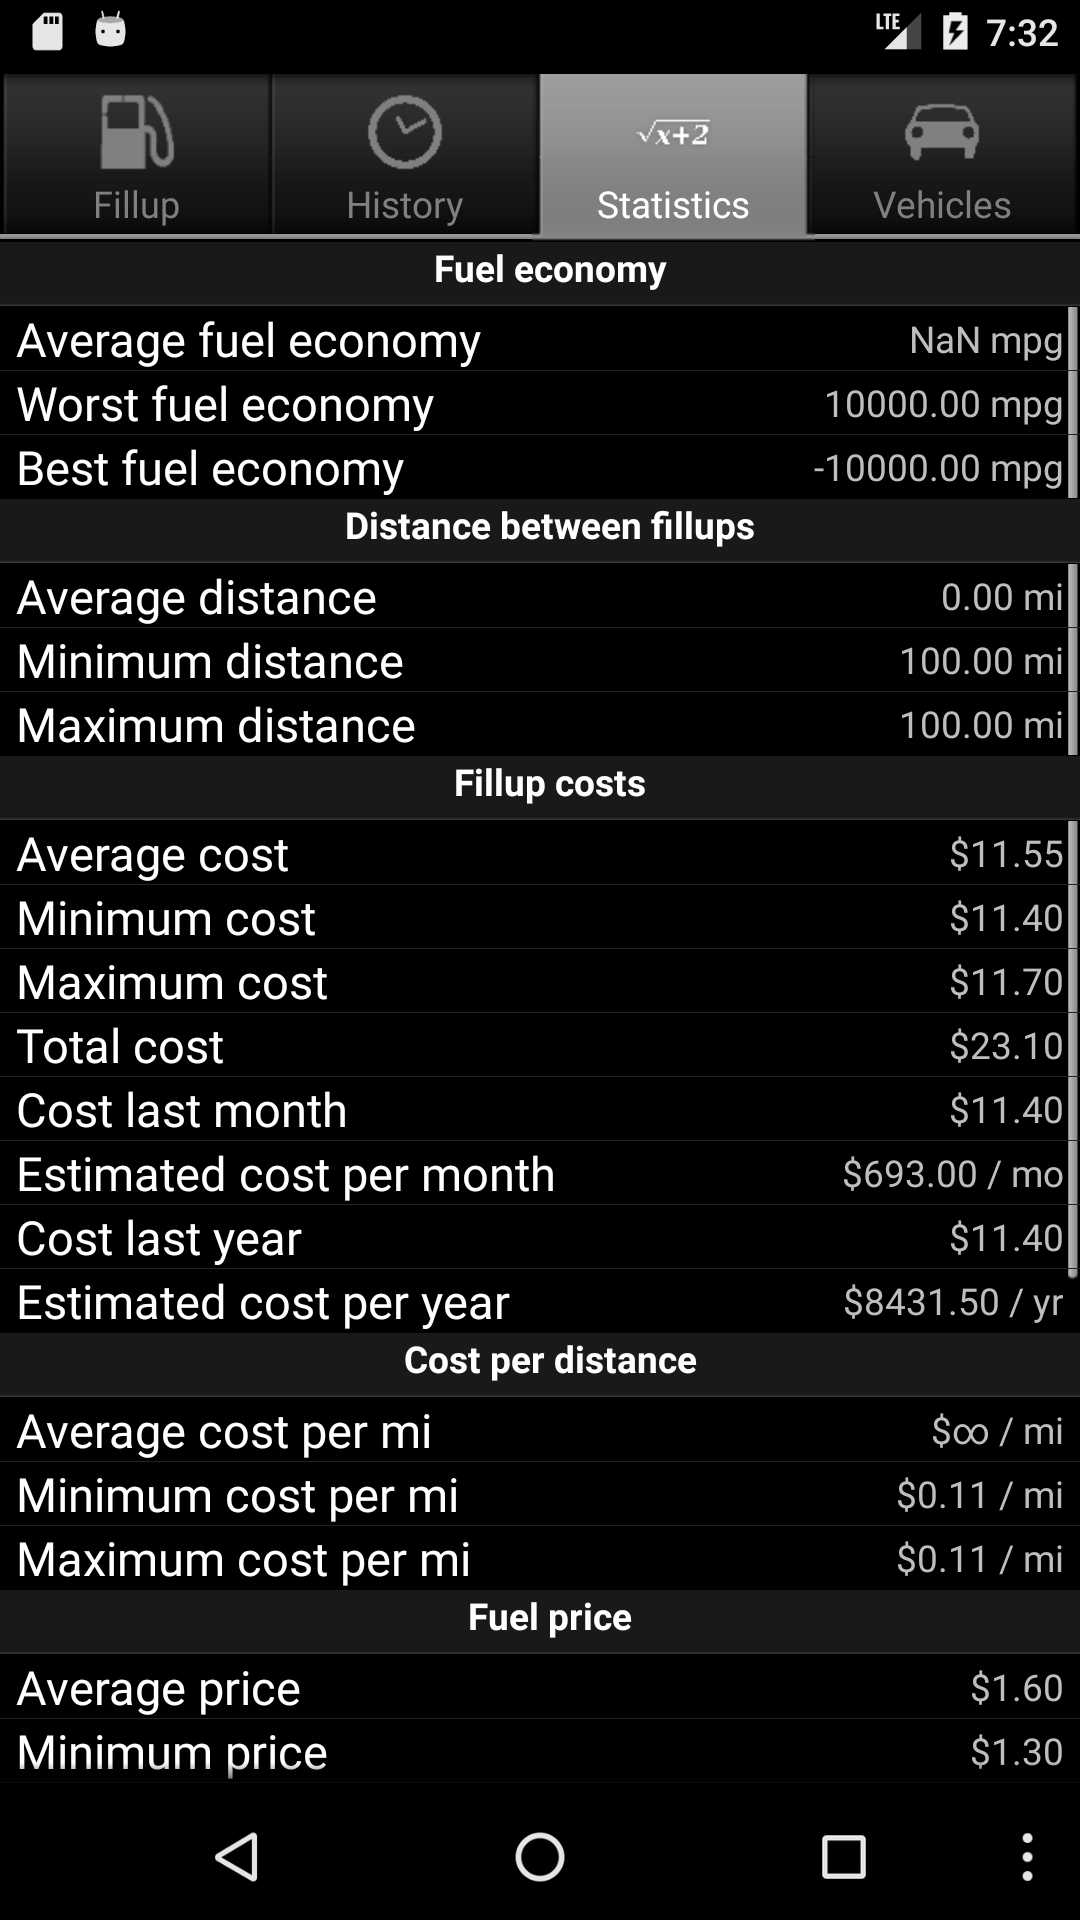 LTE 7:32
√x+2
Fillup History Statistics Vehicles
Fuel economy
Average fuel economy NaN mpg
Worst fuel economy 10000.00 mpg
Best fuel economy -10000.00 mpg
Distance between fillups
Average distance 0.00 mi
Minimum distance 100.00 mi
Maximum distance 100.00 mi
Fillup costs
Average cost $11.55
Minimum cost $11.40
Maximum cost $11.70
Total cost $23.10
Cost last month $11.40
Estimated cost per month $693.00 / mo
Cost last year $11.40
Estimated cost per year $8431.50 / yr
Cost per distance
Average cost per mi $∞ / mi
Minimum cost per mi $0.11 / mi
Maximum cost per mi $0.11 / mi
Fuel price
Average price $1.60
Minimum price $1.30